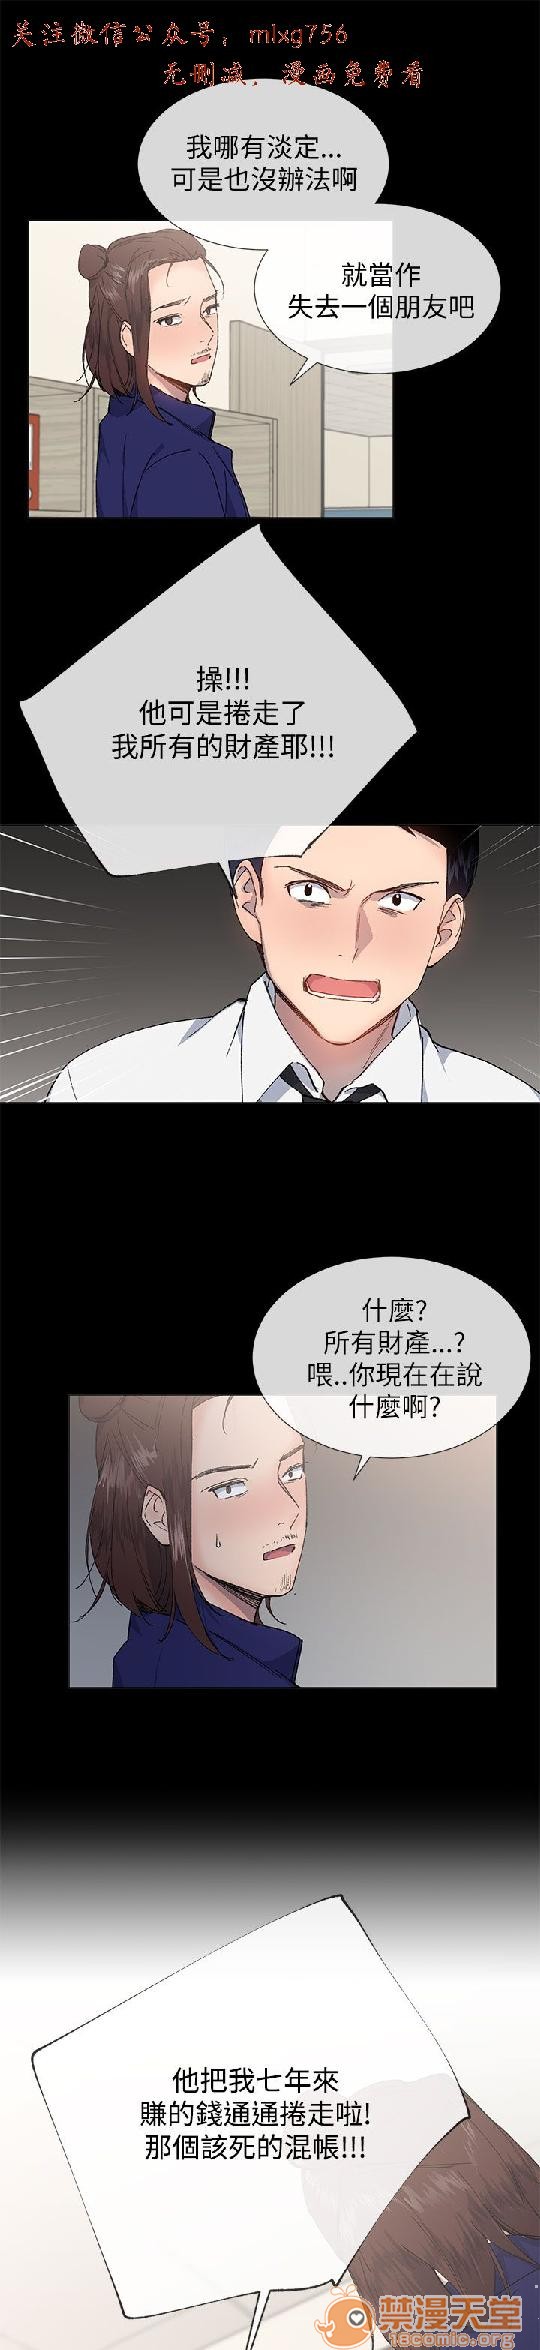 关注微信公众号，mlxg756
无删减，漫画免费看
我哪有淡定...
可是也沒辦法啊
就當作
失去一個朋友吧
操!!!
他可是捲走了
我所有的財產耶!!!
什麼?
所有財產...?
喂..你現在在說
什麼啊?
他把我七年來
賺的錢通通捲走啦!
那個該死的混帳!!!
禁漫天堂
18comic.org